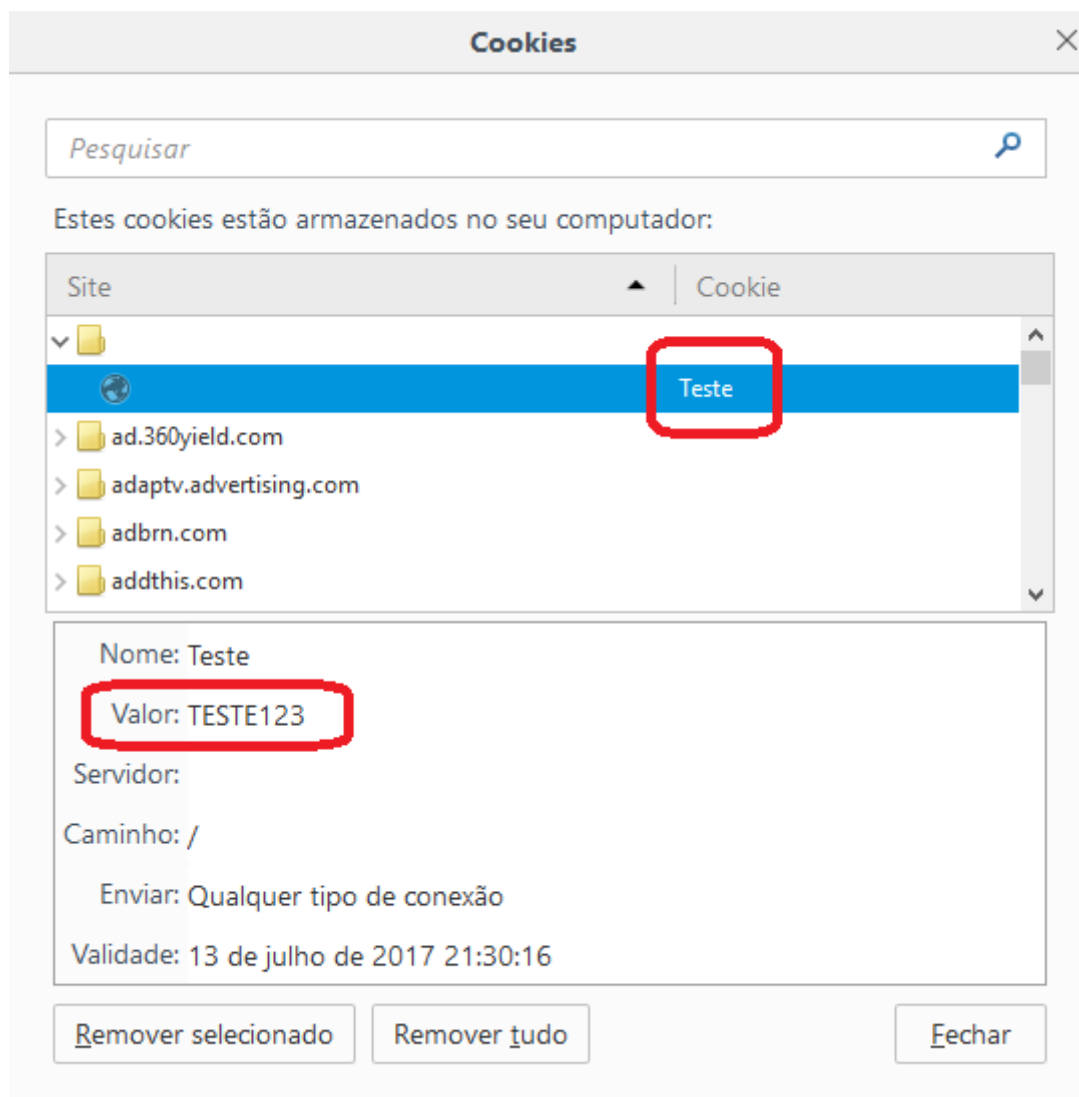 Cookies
Pesquisar
Estes cookies estão armazenados no seu computador:
Site Cookie
Teste
ad.360yield.com
adaptv.advertising.com
adbrn.com
addthis.com
Nome: Teste
Valor: TESTE123
Servidor:
Caminho: /
Enviar: Qualquer tipo de conexão
Validade: 13 de julho de 2017 21:30:16
Remover selecionado Remover tudo Fechar